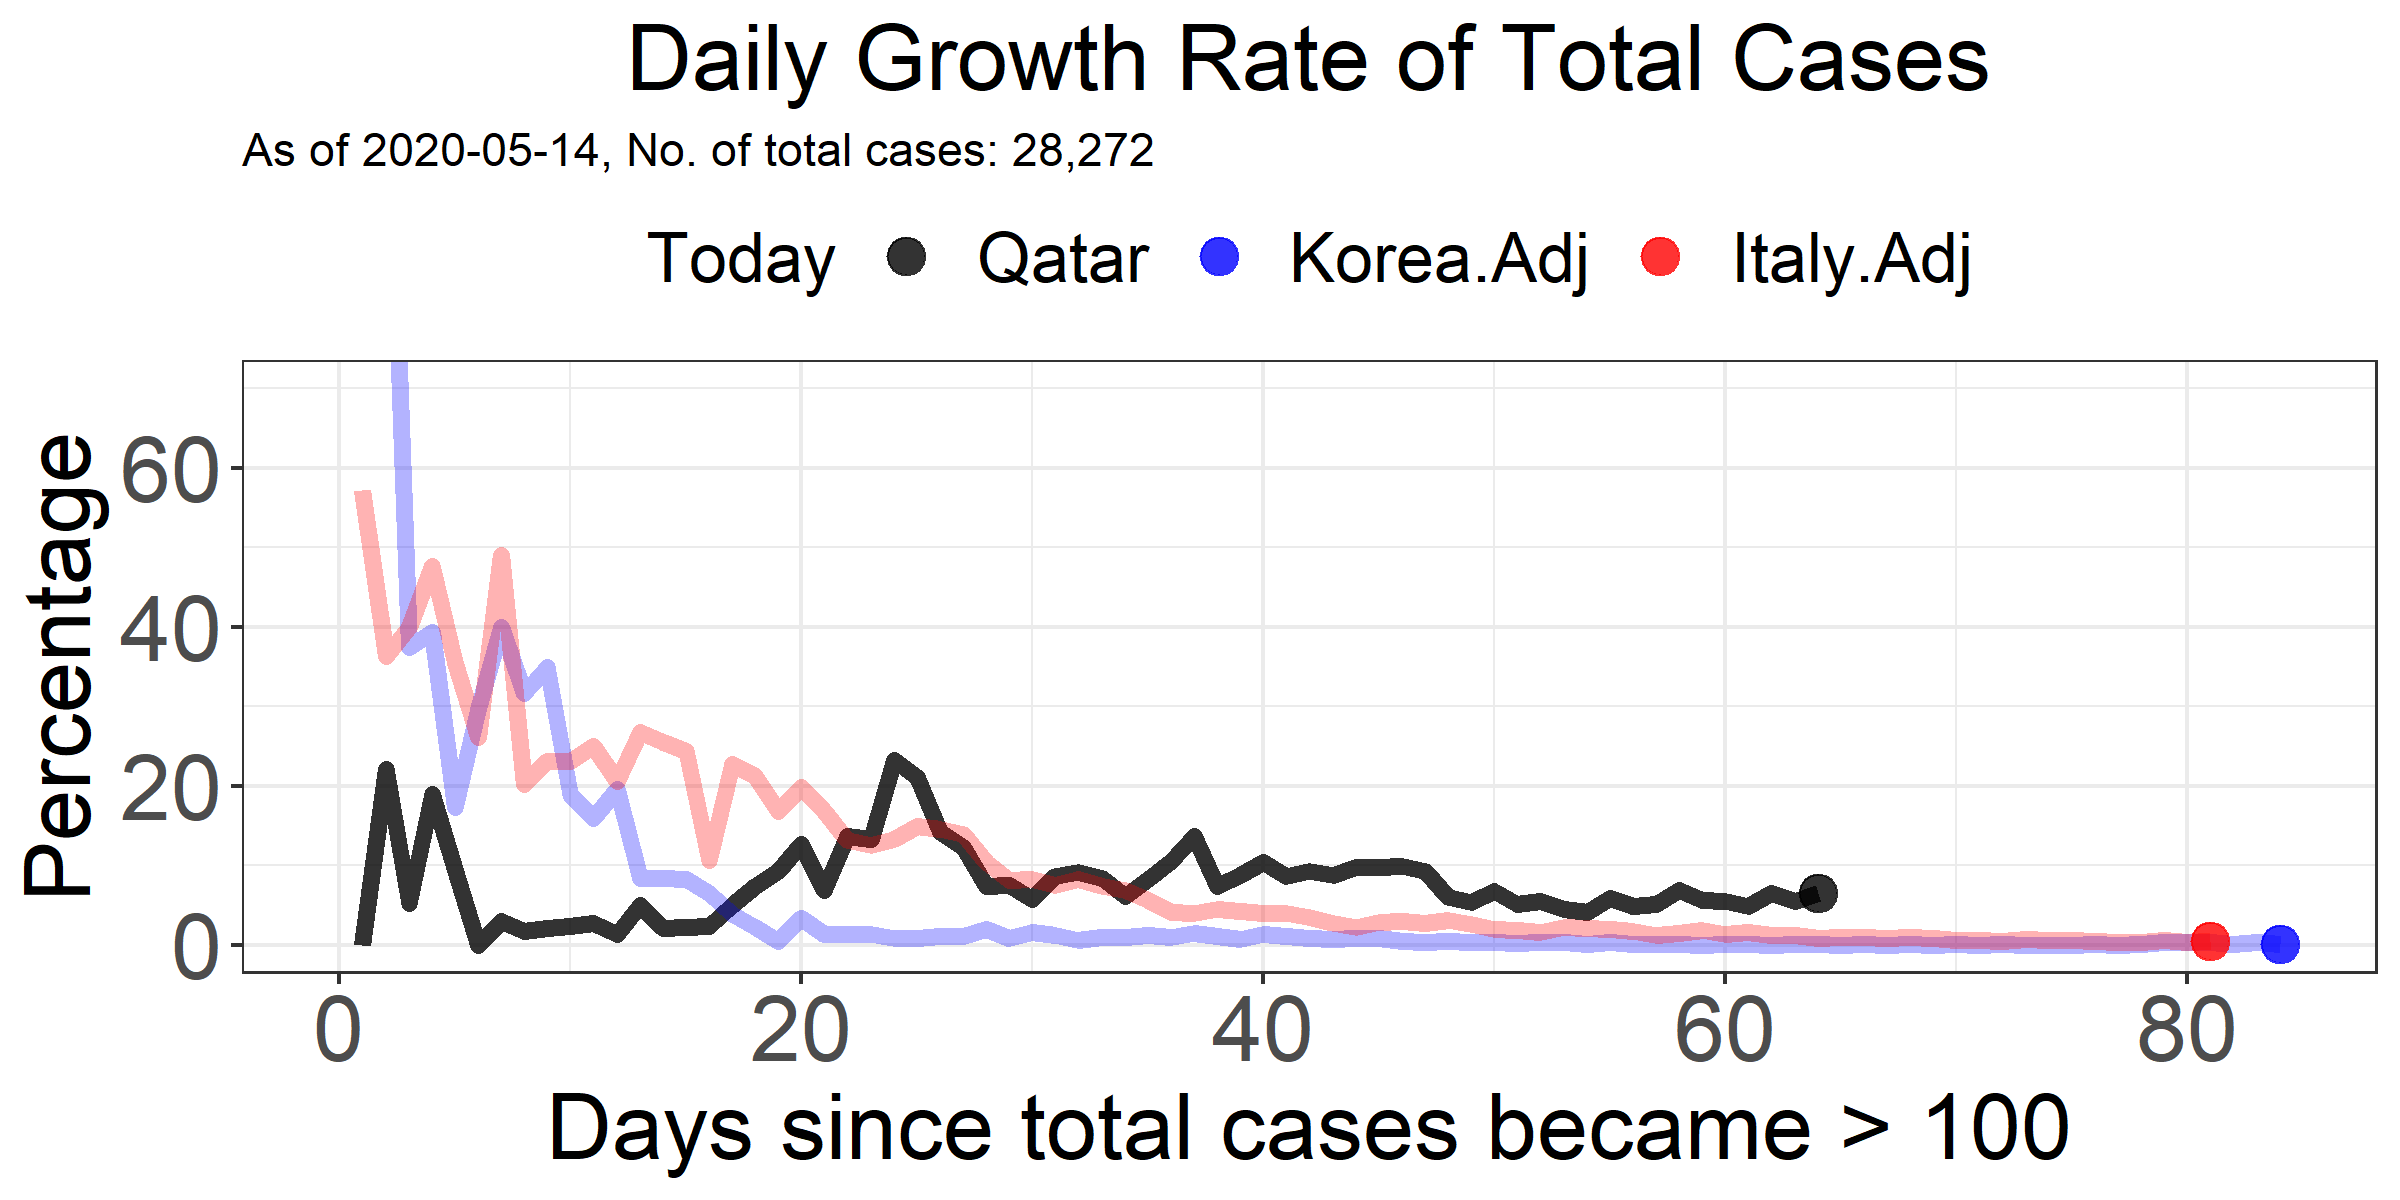 Daily Growth Rate of Total Cases
As of 2020-05-14, No. of total cases: 28,272
Today Qatar Korea.Adj Italy.Adj
Percentage
60
40
20
0
0 20 40 60 80
Days since total cases became > 100